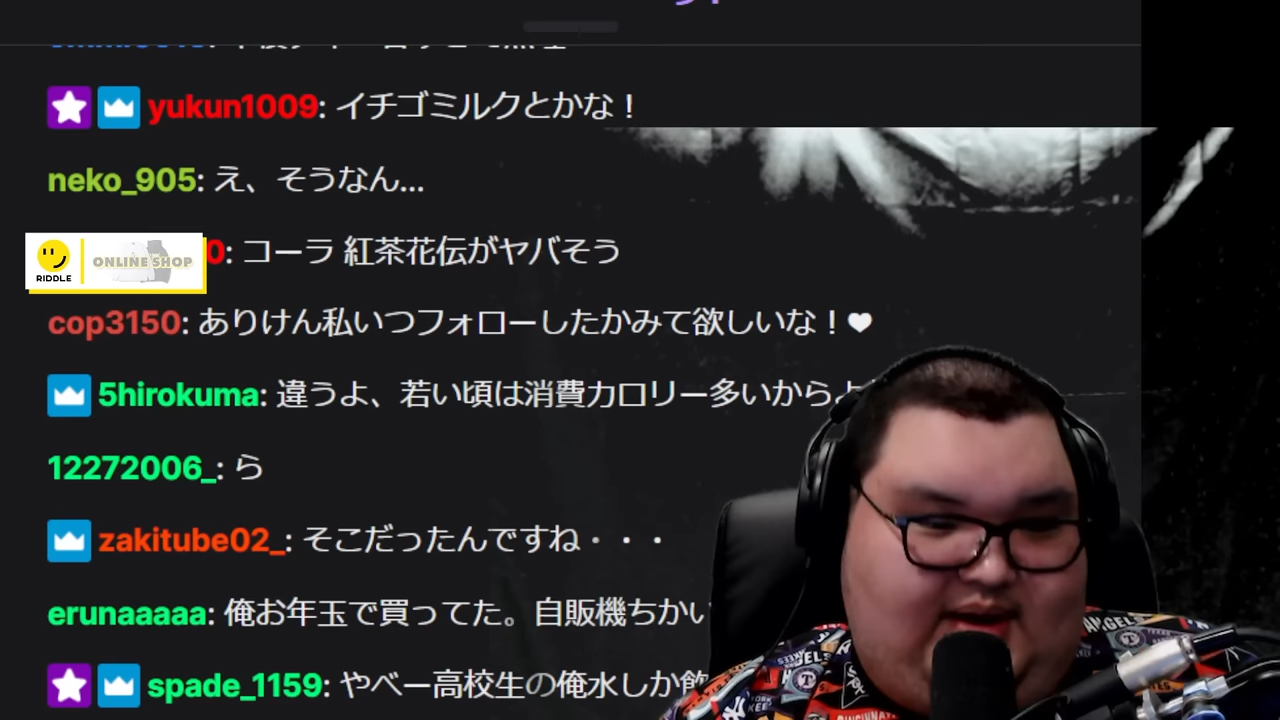 yukun1009: イチゴミルクとかな！
neko_905: え、そうなん...
0: コーラ 紅茶花伝がヤバそう
RIDDLE
ONLINE SHOP
cop3150: ありけん私いつフォローしたかみて欲しいな！❤
5hirokuma: 違うよ、若い頃は消費カロリー多いから
12272006_: ら
zakitube02_: そこだったんですね・・・
erunaaaaa: 俺お年玉で買ってた。自販機ちかい
spade_1159: やべー高校生の俺水しか飲
ANGELS